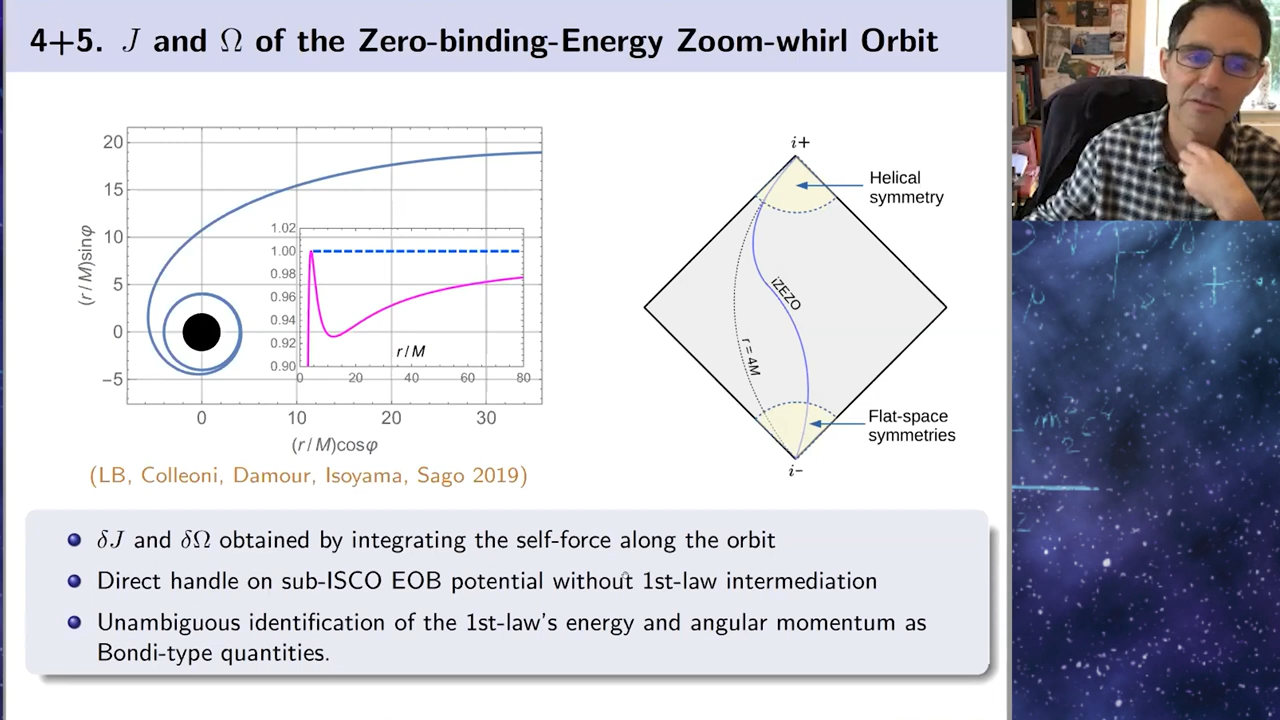 4+5. J and Ω of the Zero-binding-Energy Zoom-whirl Orbit
20
15
10
5
0
−5
(r/M)sinφ
0
10
20
30
(r/M)cosφ
1.02
1.00
0.98
0.96
0.94
0.92
0.90
r/M
0
20
40
60
80
(LB, Colleoni, Damour, Isoyama, Sago 2019)
i+
Helical
symmetry
iZEZO
r = 4M
Flat-space
symmetries
i−
δJ and δΩ obtained by integrating the self-force along the orbit
Direct handle on sub-ISCO EOB potential without 1st-law intermediation
Unambiguous identification of the 1st-law's energy and angular momentum as
Bondi-type quantities.